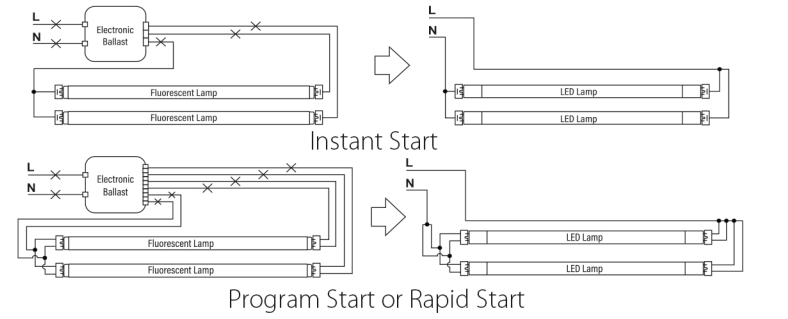 L
N
Electronic
Ballast
Fluorescent Lamp
Fluorescent Lamp
L
N
LED Lamp
LED Lamp
Instant Start
L
N
Electronic
Ballast
Fluorescent Lamp
Fluorescent Lamp
L
N
LED Lamp
LED Lamp
Program Start or Rapid Start